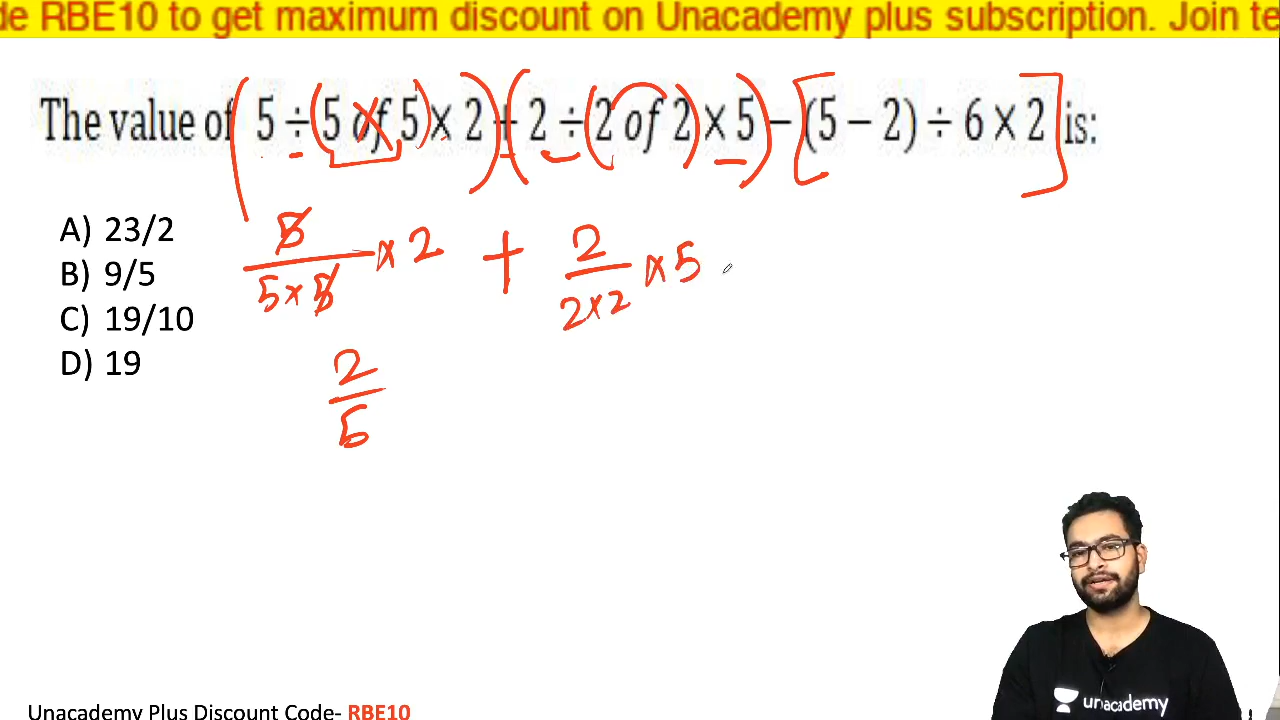 de RBE10 to get maximum discount on Unacademy plus subscription. Join te
The value of 5 ÷ (5 of 5) × 2 + 2 ÷ (2 of 2) × 5 − (5 − 2) ÷ 6 × 2 is:
A) 23/2
B) 9/5
C) 19/10
D) 19
5/(5×5) × 2 + 2/(2×2) × 5
2/5
unacademy
Unacademy Plus Discount Code- RBE10